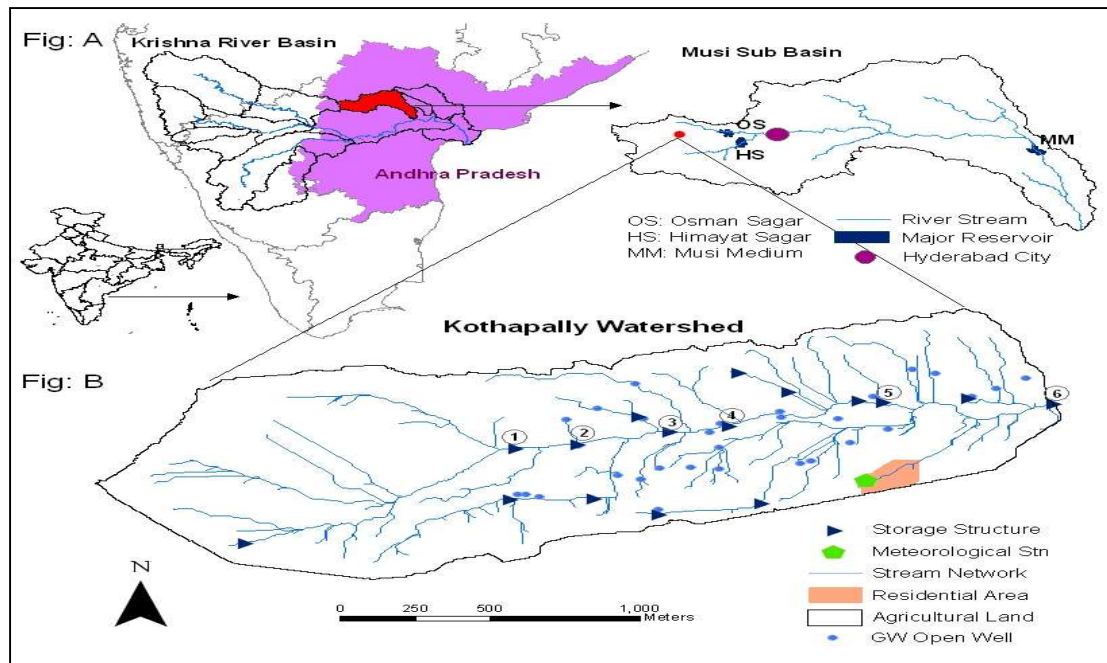 Fig: A
Krishna River Basin
Musi Sub Basin
OS
HS
MM
Andhra Pradesh
OS: Osman Sagar
HS: Himayat Sagar
MM: Musi Medium
River Stream
Major Reservoir
Hyderabad City
Kothapally Watershed
Fig: B
1
2
3
4
5
6
Storage Structure
Meteorological Stn
Stream Network
Residential Area
Agricultural Land
GW Open Well
N
0 250 500 1,000
Meters